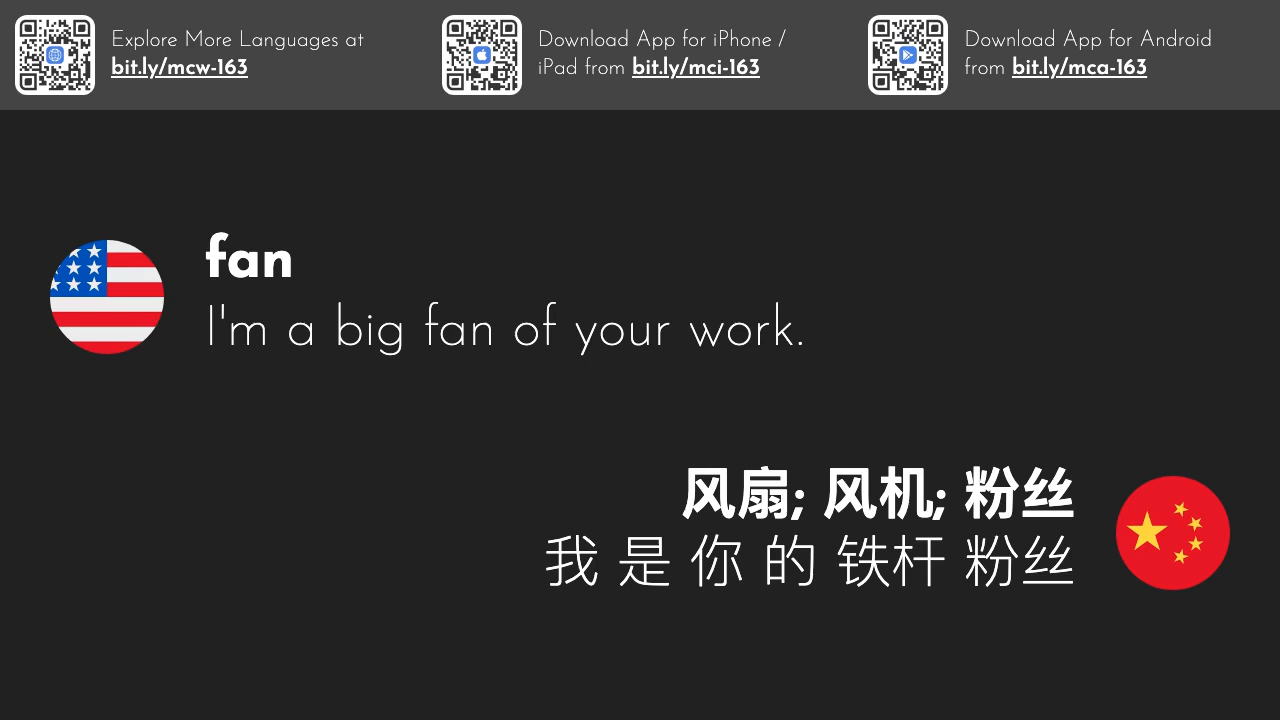 Explore More Languages at
bit.ly/mcw-163
Download App for iPhone /
iPad from bit.ly/mci-163
Download App for Android
from bit.ly/mca-163
fan
I'm a big fan of your work.
风扇; 风机; 粉丝
我 是 你 的 铁杆 粉丝